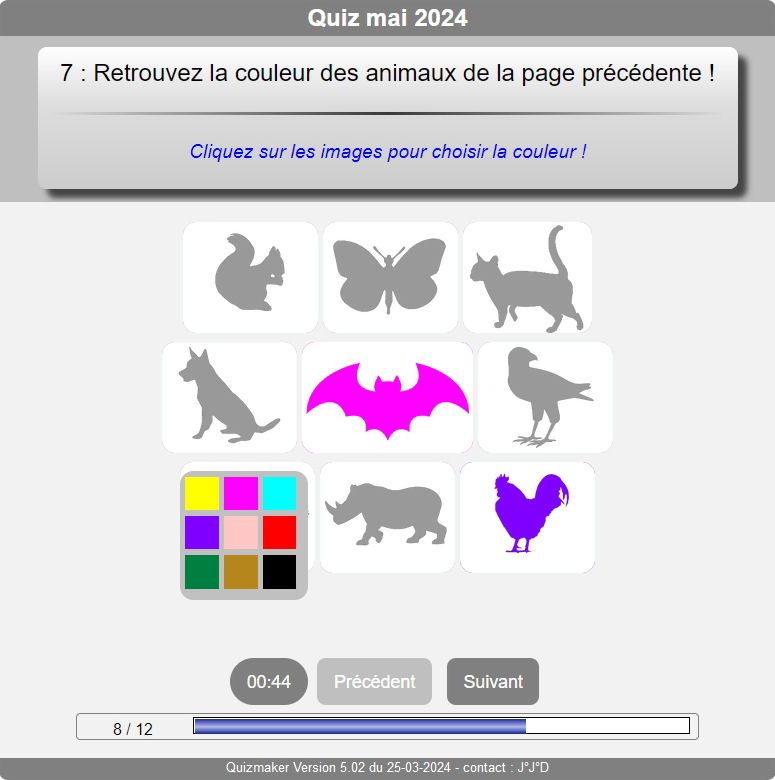 Quiz mai 2024
7 : Retrouvez la couleur des animaux de la page précédente !
Cliquez sur les images pour choisir la couleur !
00:44
Précédent
Suivant
8 / 12
Quizmaker Version 5.02 du 25-03-2024 - contact : J°J°D